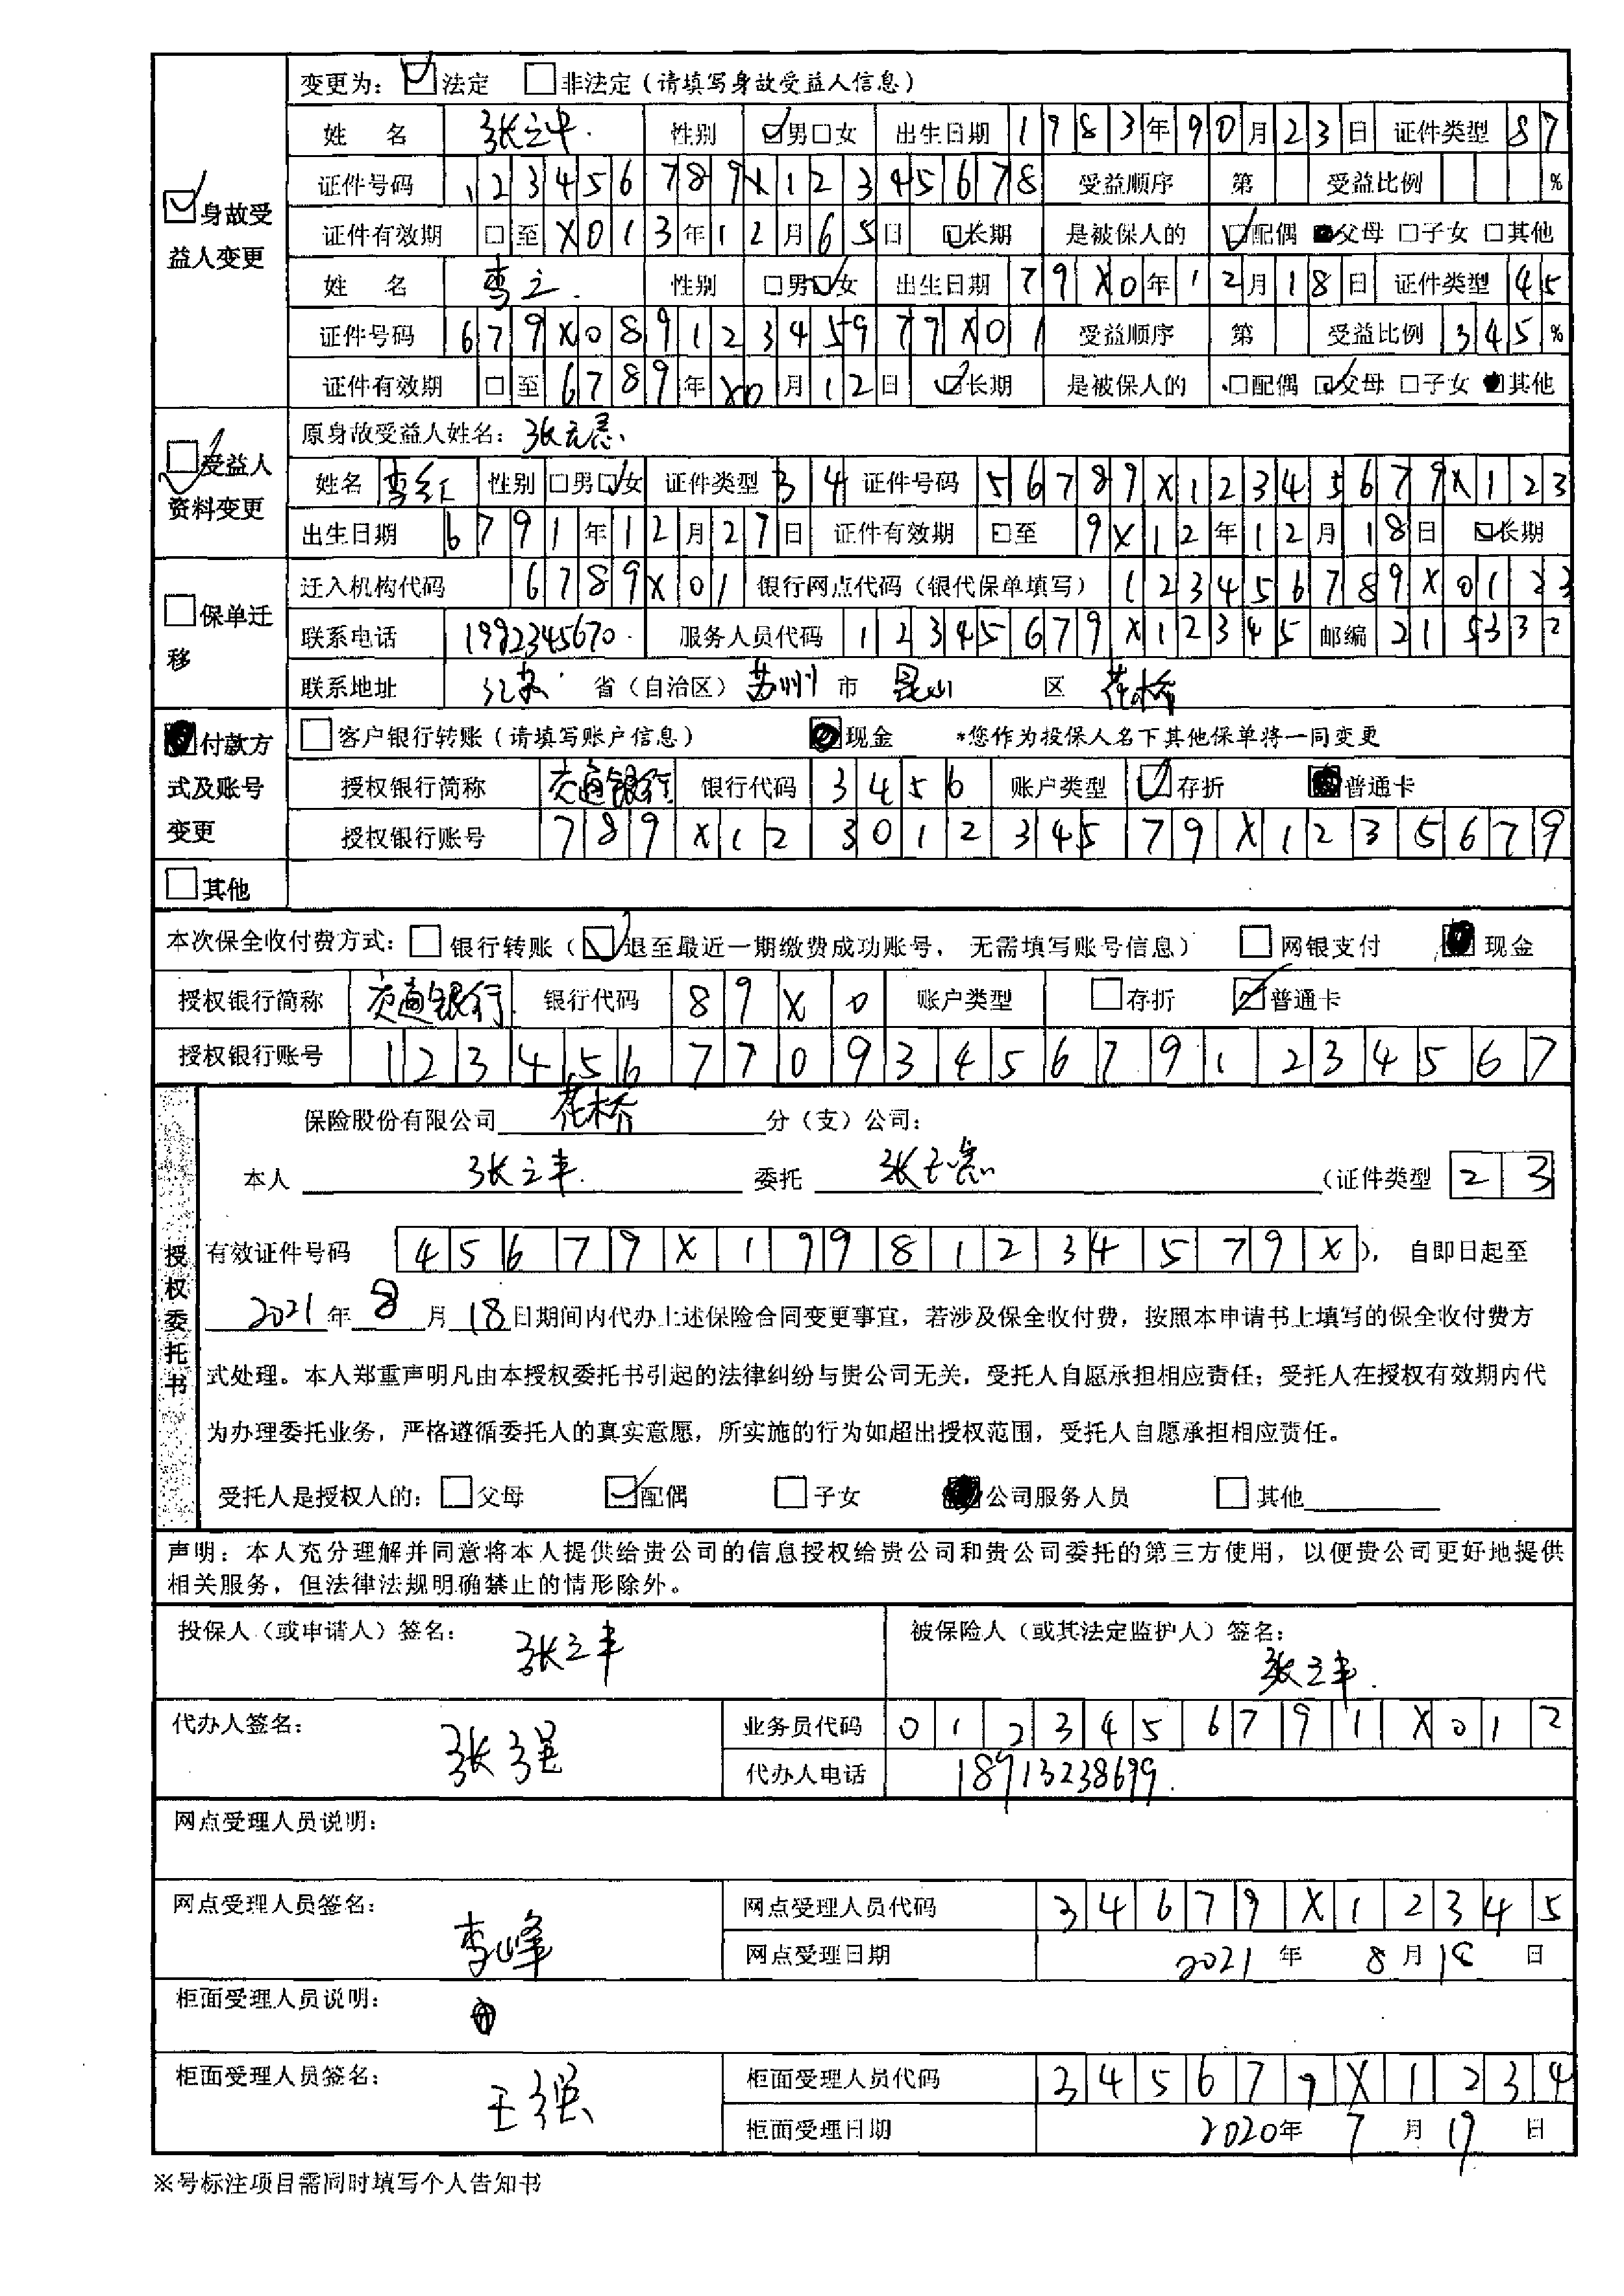 变更为：☑法定 □非法定（请填写身故受益人信息）
姓 名 张立丰 性别 ☑男□女 出生日期 1983年90月23日 证件类型 87
☑身故受益人变更
证件号码 123456789X12345678 受益顺序 第 受益比例 %
证件有效期 □至 X013年12月65日 ☑长期 是被保人的 ☑配偶 ■父母 □子女 □其他
姓 名 李立 性别 □男☑女 出生日期 79X0年12月18日 证件类型 45
证件号码 679X08912345979X01 受益顺序 第 受益比例 345%
证件有效期 □至 6789年X0月12日 ☑长期 是被保人的 □配偶 ☑父母 □子女 ■其他
☑受益人资料变更
原身故受益人姓名：
姓名 李红 性别 □男☑女 证件类型 34 证件号码 56789X12345679X123
出生日期 6791年12月27日 证件有效期 □至 9X12年12月18日 ☑长期
□保单迁移
迁入机构代码 6789X01 银行网点代码（银代保单填写） 123456789X0123
联系电话 1992345670 服务人员代码 12345679X12345 邮编 215332
联系地址 江苏 省（自治区） 苏州 市 昆山 区 花桥
■付款方式及账号变更
□客户银行转账（请填写账户信息） ■现金 *您作为投保人名下其他保单将一同变更
授权银行简称 交通银行 银行代码 3456 账户类型 ☑存折 ■普通卡
授权银行账号 789X12301234579X1235679
□其他
本次保全收付费方式：□银行转账（☑退至最近一期缴费成功账号， 无需填写账号信息） □网银支付 ■现金
授权银行简称 交通银行 银行代码 89X0 账户类型 □存折 ☑普通卡
授权银行账号 12345677093456791234567
授权委托书
保险股份有限公司 花桥 分（支）公司：
本人 张立丰 委托 （证件类型 23
有效证件号码 45679X19981234579X ）， 自即日起至
2021年8月18日期间内代办上述保险合同变更事宜，若涉及保全收付费，按照本申请书上填写的保全收付费方
式处理。本人郑重声明凡由本授权委托书引起的法律纠纷与贵公司无关，受托人自愿承担相应责任；受托人在授权有效期内代
为办理委托业务，严格遵循委托人的真实意愿，所实施的行为如超出授权范围，受托人自愿承担相应责任。
受托人是授权人的：□父母 ☑配偶 □子女 ■公司服务人员 □其他
声明：本人充分理解并同意将本人提供给贵公司的信息授权给贵公司和贵公司委托的第三方使用，以便贵公司更好地提供
相关服务，但法律法规明确禁止的情形除外。
投保人（或申请人）签名： 张立丰 被保险人（或其法定监护人）签名： 张立丰
代办人签名： 张强 业务员代码 0123456791X012
代办人电话 18913238699
网点受理人员说明：
网点受理人员签名： 李峰 网点受理人员代码 34679X12345
网点受理日期 2021 年 8 月 18 日
柜面受理人员说明：
柜面受理人员签名： 王强 柜面受理人员代码 345679X1234
柜面受理日期 2020年 7 月 19 日
※号标注项目需同时填写个人告知书